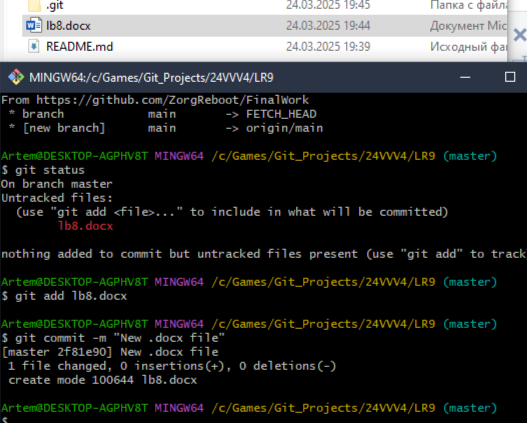 .git 24.03.2025 19:45 Папка с файла
lb8.docx 24.03.2025 19:44 Документ Mic
README.md 24.03.2025 19:39 Исходный фай
MINGW64:/c/Games/Git_Projects/24VVV4/LR9
From https://github.com/ZorgReboot/FinalWork
* branch main -> FETCH_HEAD
* [new branch] main -> origin/main
Artem@DESKTOP-AGPHV8T MINGW64 /c/Games/Git_Projects/24VVV4/LR9 (master)
$ git status
On branch master
Untracked files:
(use "git add <file>..." to include in what will be committed)
lb8.docx
nothing added to commit but untracked files present (use "git add" to track
Artem@DESKTOP-AGPHV8T MINGW64 /c/Games/Git_Projects/24VVV4/LR9 (master)
$ git add lb8.docx
Artem@DESKTOP-AGPHV8T MINGW64 /c/Games/Git_Projects/24VVV4/LR9 (master)
$ git commit -m "New .docx file"
[master 2f81e90] New .docx file
1 file changed, 0 insertions(+), 0 deletions(-)
create mode 100644 lb8.docx
Artem@DESKTOP-AGPHV8T MINGW64 /c/Games/Git_Projects/24VVV4/LR9 (master)
$